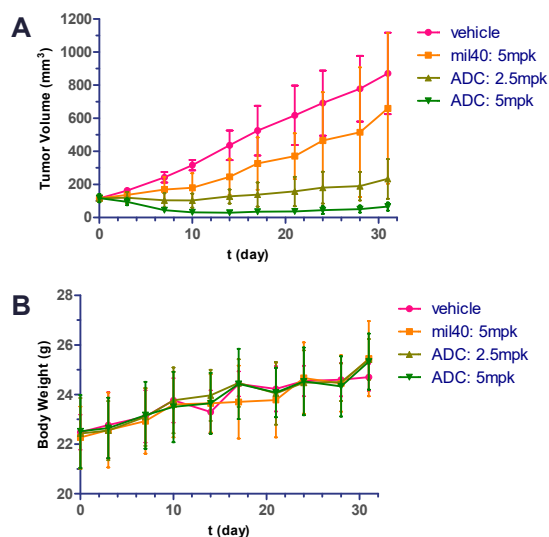 A
Tumor Volume (mm³)
1200
1000
800
600
400
200
0
0
10
20
30
t (day)
vehicle
mil40: 5mpk
ADC: 2.5mpk
ADC: 5mpk
B
Body Weight (g)
28
26
24
22
20
0
10
20
30
t (day)
vehicle
mil40: 5mpk
ADC: 2.5mpk
ADC: 5mpk